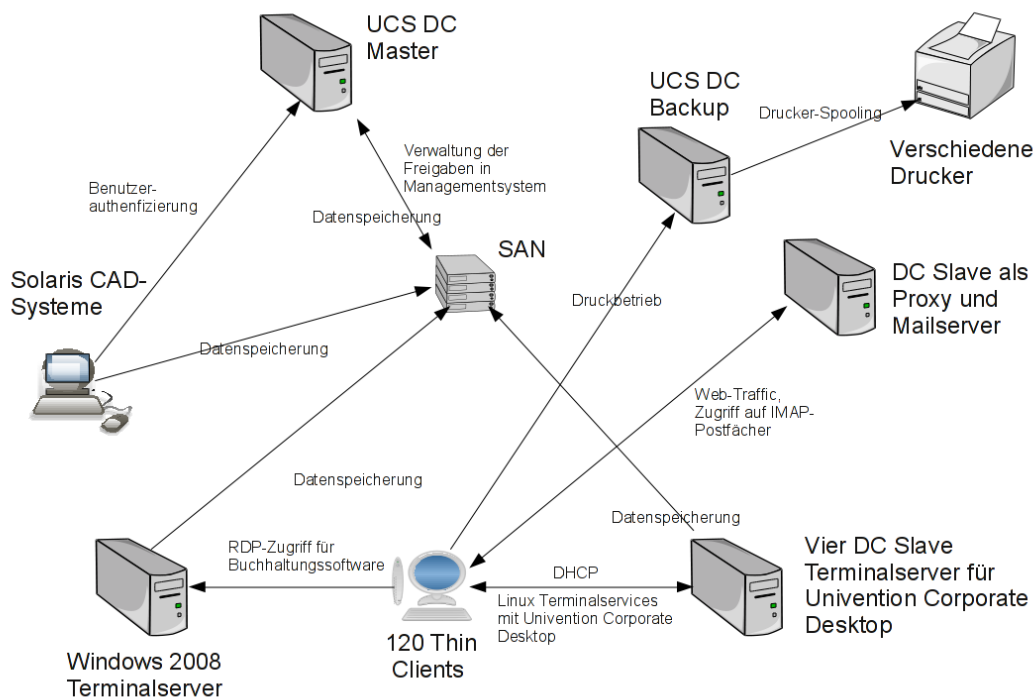 UCS DC
Master
UCS DC
Backup
Drucker-Spooling
Verschiedene
Drucker
Verwaltung der
Freigaben in
Managementsystem
Benutzer-
authenfizierung
Datenspeicherung
SAN
Solaris CAD-
Systeme
DC Slave als
Proxy und
Mailserver
Druckbetrieb
Datenspeicherung
Web-Traffic,
Zugriff auf IMAP-
Postfächer
Datenspeicherung
Datenspeicherung
RDP-Zugriff für
Buchhaltungssoftware
DHCP
Linux Terminalservices
mit Univention Corporate
Desktop
Vier DC Slave
Terminalserver für
Univention Corporate
Desktop
120 Thin
Clients
Windows 2008
Terminalserver